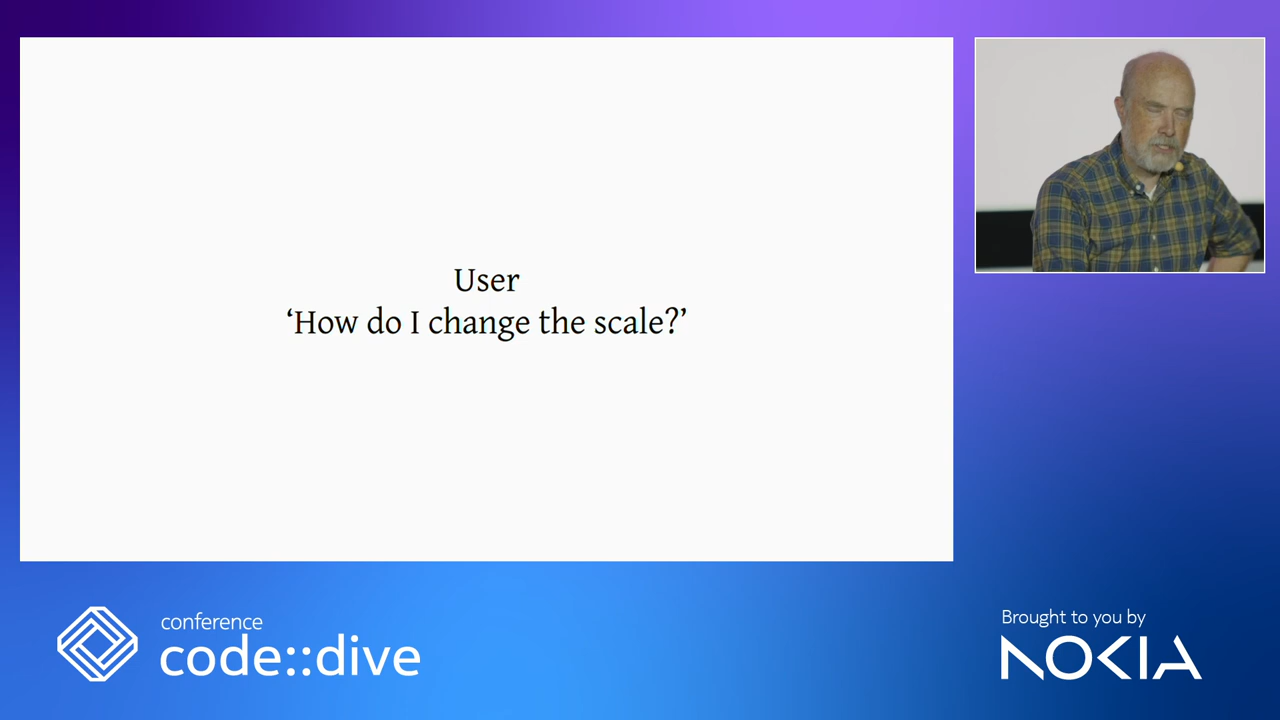 User
‘How do I change the scale?’
conference
code::dive
Brought to you by
NOKIA